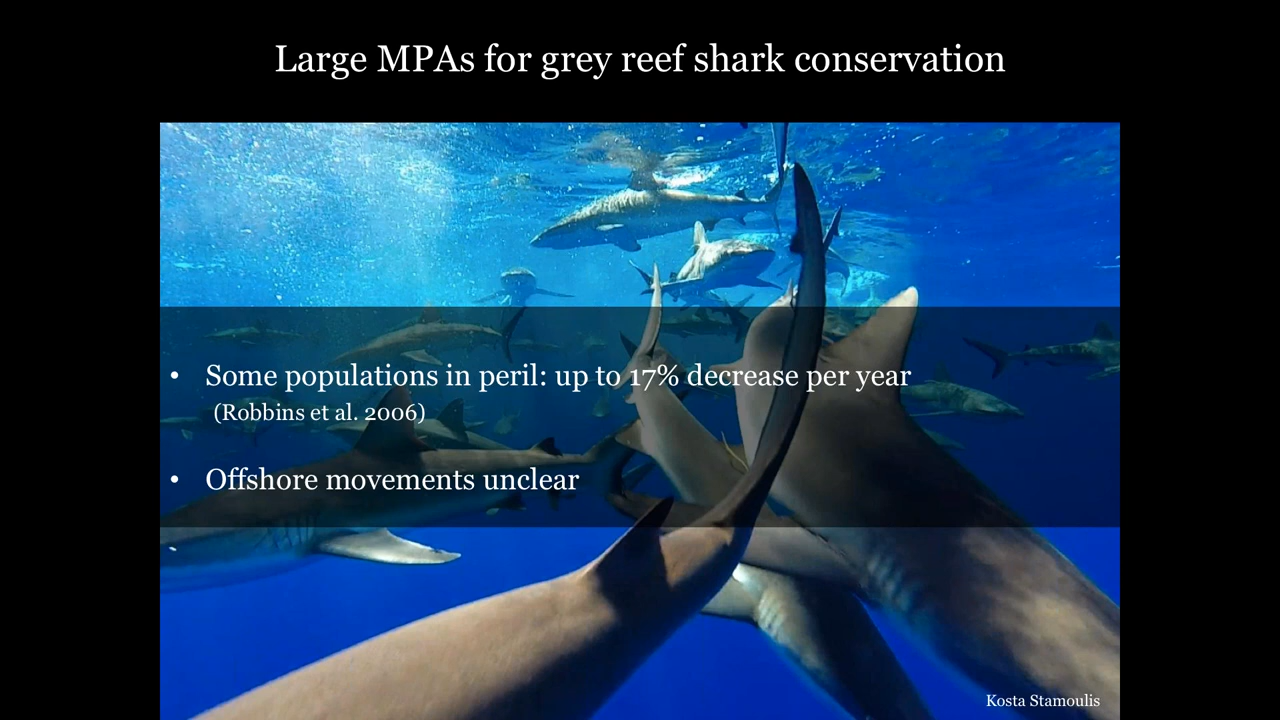 Large MPAs for grey reef shark conservation
• Some populations in peril: up to 17% decrease per year
(Robbins et al. 2006)
• Offshore movements unclear
Kosta Stamoulis